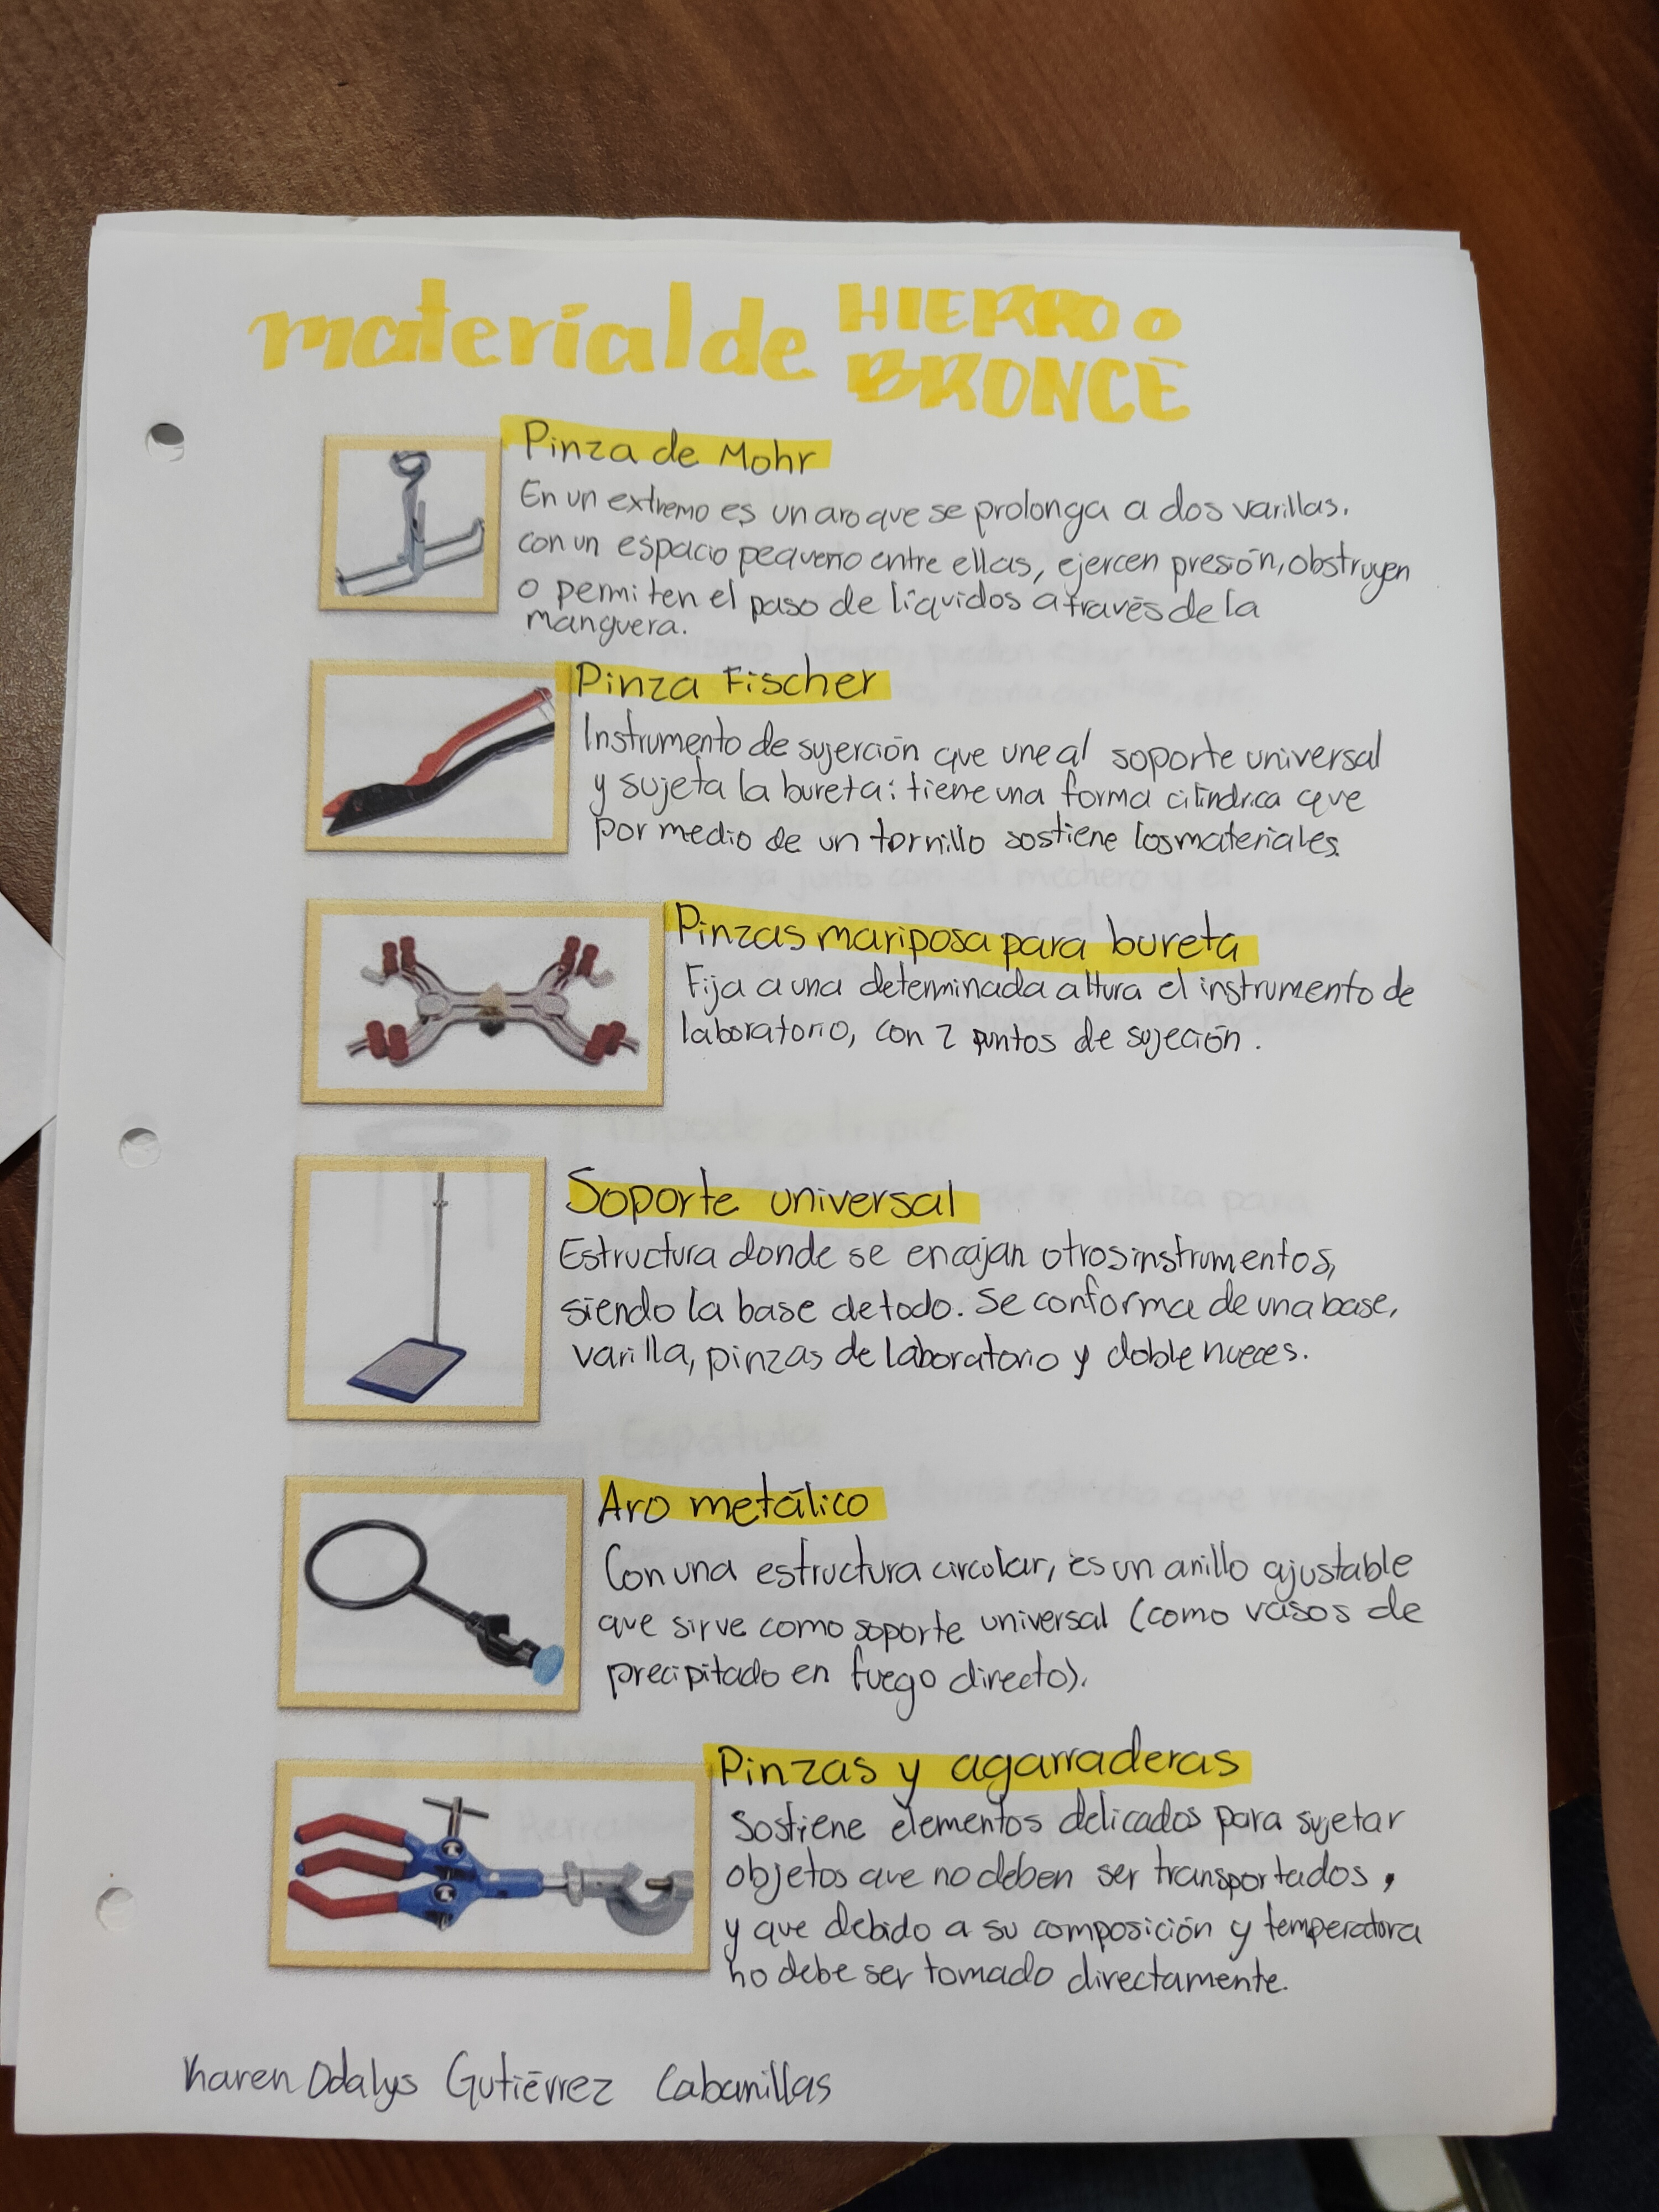 material de HIERRO o
BRONCE
Pinza de Mohr
En un extremo es un aro que se prolonga a dos varillas,
con un espacio pequeño entre ellas, ejercen presión, obstruyen
o permiten el paso de líquidos a través de la
manguera.
Pinza Fischer
Instrumento de sujerción que une al soporte universal
y sujeta la bureta: tiene una forma cilíndrica que
por medio de un tornillo sostiene los materiales.
Pinzas mariposa para bureta
Fija a una determinada altura el instrumento de
laboratorio, con 2 puntos de sujeción.
Soporte universal
Estructura donde se encajan otros instrumentos,
siendo la base de todo. Se conforma de una base,
varilla, pinzas de laboratorio y doble nueces.
Aro metálico
Con una estructura circular, es un anillo ajustable
que sirve como soporte universal (como vasos de
precipitado en fuego directo).
Pinzas y agarraderas
Sostiene elementos delicados para sujetar
objetos que no deben ser transportados,
y que debido a su composición y temperatura
no debe ser tomado directamente.
Karen Odalys Gutiérrez Cabanillas